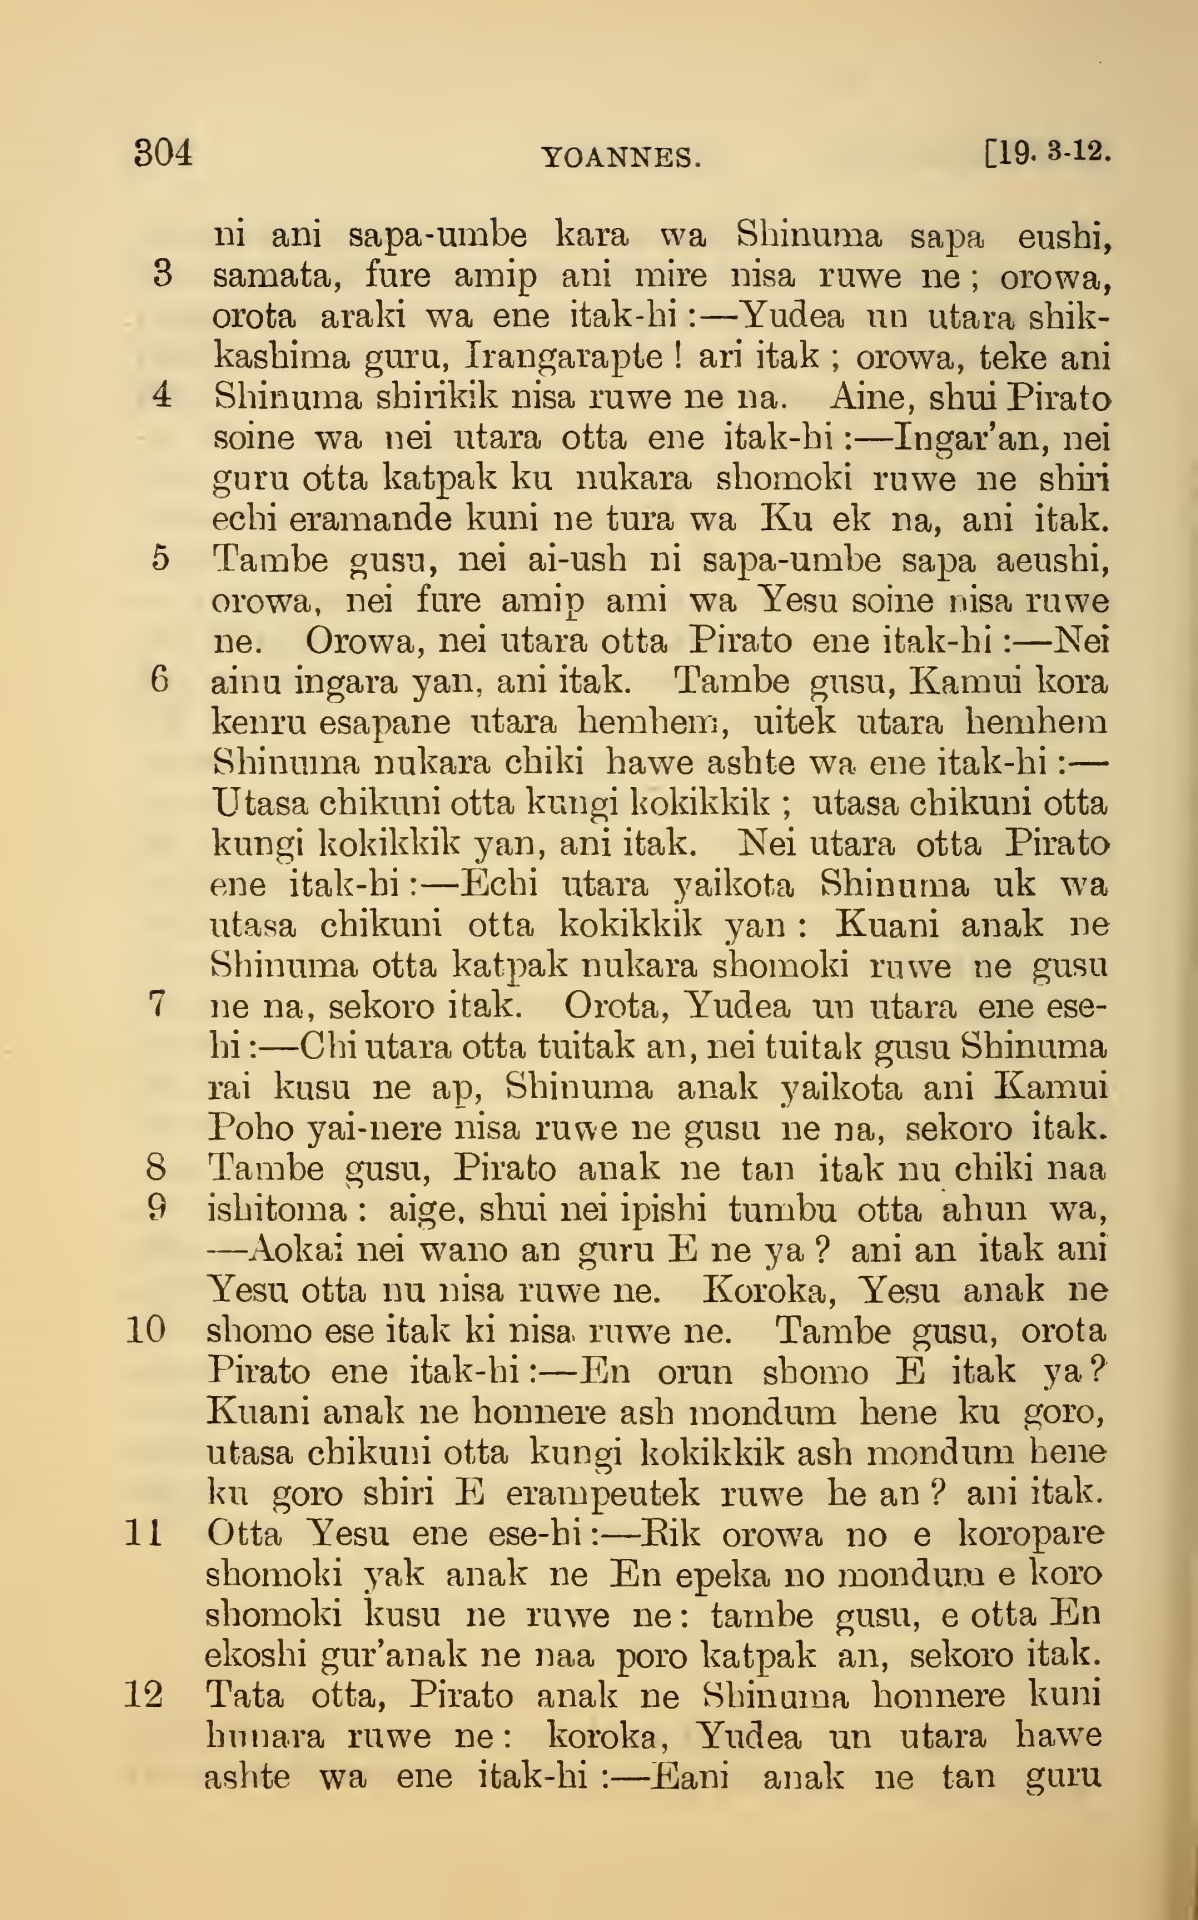 304 YOANNES. [19. 3-12.
ni ani sapa-umbe kara wa Shinuma sapa eushi,
3 samata, fure amip ani mire nisa ruwe ne ; orowa,
orota araki wa ene itak-hi :—Yudea un utara shik-
kashima guru, Irangarapte ! ari itak ; orowa, teke ani
4 Shinuma shirikik nisa ruwe ne na. Aine, shui Pirato
soine wa nei utara otta ene itak-hi :—Ingar'an, nei
guru otta katpak ku nukara shomoki ruwe ne shiri
echi eramande kuni ne tura wa Ku ek na, ani itak.
5 Tambe gusu, nei ai-ush ni sapa-umbe sapa aeushi,
orowa, nei fure amip ami wa Yesu soine nisa ruwe
ne. Orowa, nei utara otta Pirato ene itak-hi :—Nei
6 ainu ingara yan, ani itak. Tambe gusu, Kamui kora
kenru esapane utara hemhem, uitek utara hemhem
Shinuma nukara chiki hawe ashte wa ene itak-hi :—
Utasa chikuni otta kungi kokikkik ; utasa chikuni otta
kungi kokikkik yan, ani itak. Nei utara otta Pirato
ene itak-hi :—Echi utara yaikota Shinuma uk wa
utasa chikuni otta kokikkik yan : Kuani anak ne
Shinuma otta katpak nukara shomoki ruwe ne gusu
7 ne na, sekoro itak. Orota, Yudea un utara ene ese-
hi :—Chi utara otta tuitak an, nei tuitak gusu Shinuma
rai kusu ne ap, Shinuma anak yaikota ani Kamui
Poho yai-nere nisa ruwe ne gusu ne na, sekoro itak.
8 Tambe gusu, Pirato anak ne tan itak nu chiki naa
9 ishitoma : aige, shui nei ipishi tumbu otta ahun wa,
—Aokai nei wano an guru E ne ya ? ani an itak ani
Yesu otta nu nisa ruwe ne. Koroka, Yesu anak ne
10 shomo ese itak ki nisa ruwe ne. Tambe gusu, orota
Pirato ene itak-hi :—En orun shomo E itak ya ?
Kuani anak ne honnere ash mondum hene ku goro,
utasa chikuni otta kungi kokikkik ash mondum hene
ku goro shiri E erampeutek ruwe he an ? ani itak.
11 Otta Yesu ene ese-hi :—Rik orowa no e koropare
shomoki yak anak ne En epeka no mondum e koro
shomoki kusu ne ruwe ne : tambe gusu, e otta En
ekoshi gur'anak ne naa poro katpak an, sekoro itak.
12 Tata otta, Pirato anak ne Shinuma honnere kuni
hunara ruwe ne : koroka, Yudea un utara hawe
ashte wa ene itak-hi :—Eani anak ne tan guru